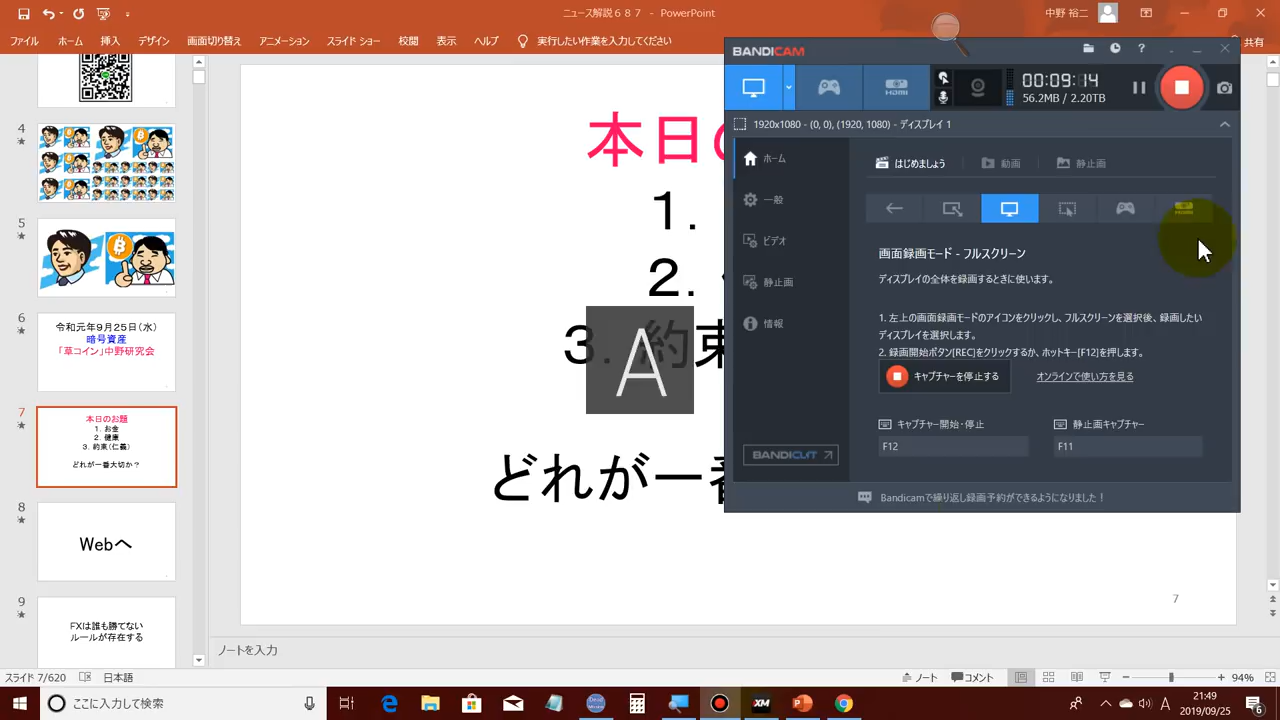 ニュース解説６８７ - PowerPoint
中野 裕二
ファイル ホーム 挿入 デザイン 画面切り替え アニメーション スライド ショー 校閲 表示 ヘルプ 実行したい作業を入力してください
共有
4
5
6
令和元年9月25日(水)
暗号資産
「草コイン」中野研究会
7
本日のお題
1. お金
2. 健康
3. 約束(仁義)
どれが一番大切か？
8
Webへ
9
FXは誰も勝てない
ルールが存在する
本日の
1.
2.
3. 約束
どれが一番
A
7
BANDICAM
HDMI
00:09:14
56.2MB / 2.20TB
1920x1080 - (0, 0), (1920, 1080) - ディスプレイ 1
ホーム
一般
ビデオ
静止画
情報
BANDICUT
はじめましょう 動画 静止画
HDMI
画面録画モード - フルスクリーン
ディスプレイの全体を録画するときに使います。
1. 左上の画面録画モードのアイコンをクリックし、フルスクリーンを選択後、録画したい
ディスプレイを選択します。
2. 録画開始ボタン[REC]をクリックするか、ホットキー[F12]を押します。
キャプチャーを停止する オンラインで使い方を見る
キャプチャー開始・停止 静止画キャプチャー
F12 F11
Bandicamで繰り返し録画予約ができるようになりました！
ノートを入力
スライド 7/620 日本語 ノート コメント 94%
ここに入力して検索
XM
A
21:49
2019/09/25
6